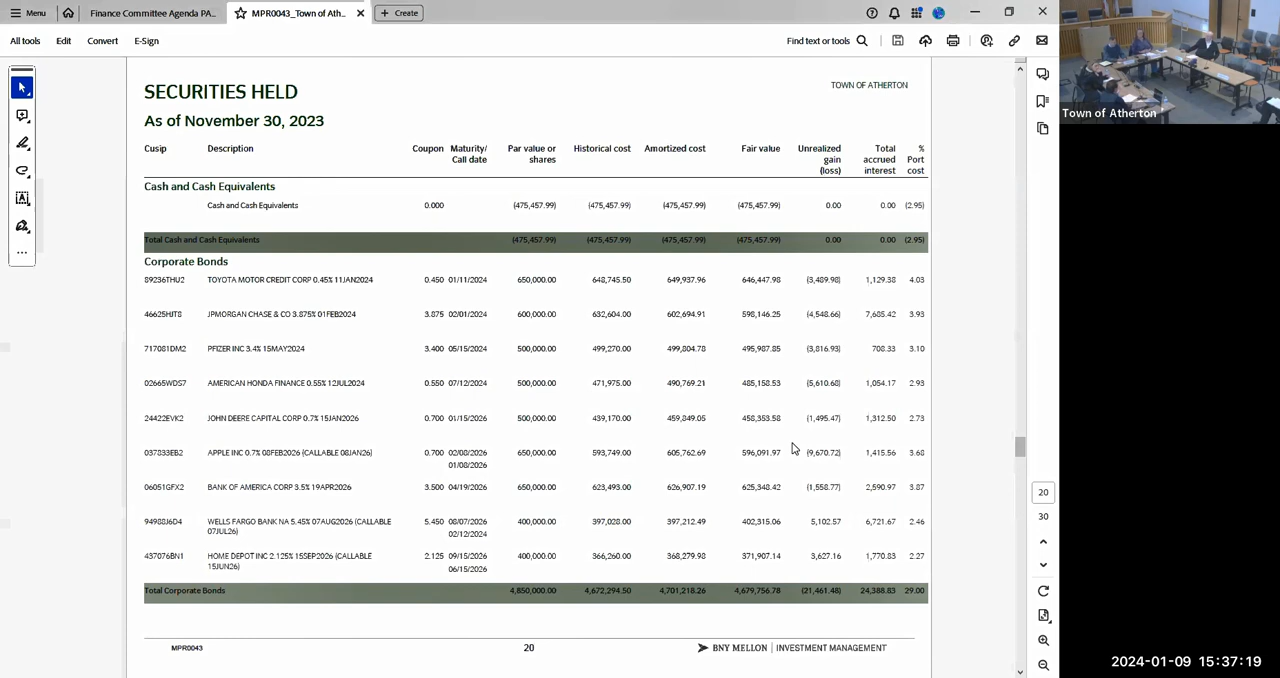 Menu
Finance Committee Agenda PA...
MPR0043_Town of Ath...
Create
All tools
Edit
Convert
E-Sign
Find text or tools
Town of Atherton
SECURITIES HELD
TOWN OF ATHERTON
As of November 30, 2023
Cusip Description Coupon Maturity/ Call date Par value or shares Historical cost Amortized cost Fair value Unrealized gain (loss) Total accrued interest % Port cost
Cash and Cash Equivalents
Cash and Cash Equivalents 0.000 (475,457.99) (475,457.99) (475,457.99) (475,457.99) 0.00 0.00 (2.95)
Total Cash and Cash Equivalents (475,457.99) (475,457.99) (475,457.99) (475,457.99) 0.00 0.00 (2.95)
Corporate Bonds
89236THU2 TOYOTA MOTOR CREDIT CORP 0.45% 11JAN2024 0.450 01/11/2024 650,000.00 648,745.50 649,937.96 646,447.98 (3,489.98) 1,129.38 4.03
46625HJT8 JPMORGAN CHASE & CO 3.875% 01FEB2024 3.875 02/01/2024 600,000.00 632,604.00 602,694.91 598,146.25 (4,548.66) 7,685.42 3.93
717081DM2 PFIZER INC 3.4% 15MAY2024 3.400 05/15/2024 500,000.00 499,270.00 499,804.78 495,987.85 (3,816.93) 708.33 3.10
02665WDS7 AMERICAN HONDA FINANCE 0.55% 12JUL2024 0.550 07/12/2024 500,000.00 471,975.00 490,769.21 485,158.53 (5,610.68) 1,054.17 2.93
24422EVK2 JOHN DEERE CAPITAL CORP 0.7% 15JAN2026 0.700 01/15/2026 500,000.00 439,170.00 459,849.05 458,353.58 (1,495.47) 1,312.50 2.73
037833EB2 APPLE INC 0.7% 08FEB2026 (CALLABLE 08JAN26) 0.700 02/08/2026 650,000.00 593,749.00 605,762.69 596,091.97 (9,670.72) 1,415.56 3.68
01/08/2026
06051GFX2 BANK OF AMERICA CORP 3.5% 19APR2026 3.500 04/19/2026 650,000.00 623,493.00 626,907.19 625,348.42 (1,558.77) 2,590.97 3.87
94988J6D4 WELLS FARGO BANK NA 5.45% 07AUG2026 (CALLABLE 5.450 08/07/2026 400,000.00 397,028.00 397,212.49 402,315.06 5,102.57 6,721.67 2.46
07JUL26) 02/12/2024
437076BN1 HOME DEPOT INC 2.125% 15SEP2026 (CALLABLE 2.125 09/15/2026 400,000.00 366,260.00 368,279.98 371,907.14 3,627.16 1,770.83 2.27
15JUN26) 06/15/2026
Total Corporate Bonds 4,850,000.00 4,672,294.50 4,701,218.26 4,679,756.78 (21,461.48) 24,388.83 29.00
20
30
MPR0043
20
BNY MELLON | INVESTMENT MANAGEMENT
2024-01-09 15:37:19